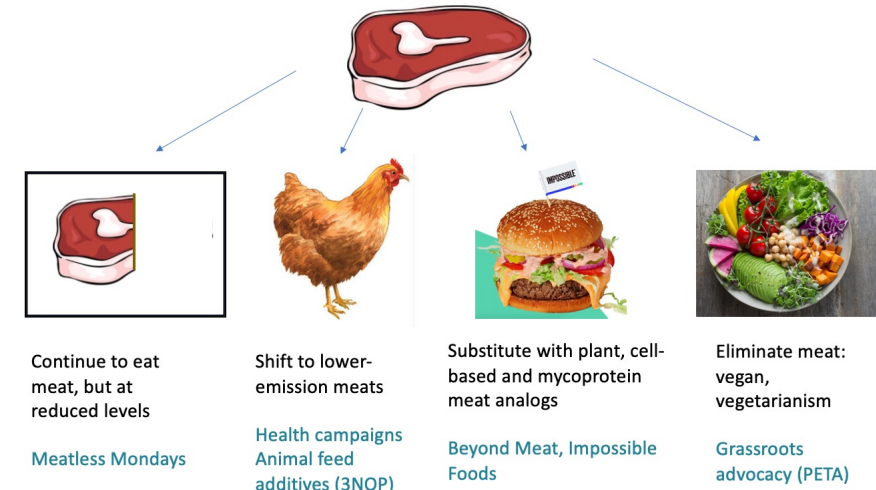 IMPOSSIBLE
Continue to eat
meat, but at
reduced levels
Meatless Mondays
Shift to lower-
emission meats
Health campaigns
Animal feed
additives (3NOP)
Substitute with plant, cell-
based and mycoprotein
meat analogs
Beyond Meat, Impossible
Foods
Eliminate meat:
vegan,
vegetarianism
Grassroots
advocacy (PETA)